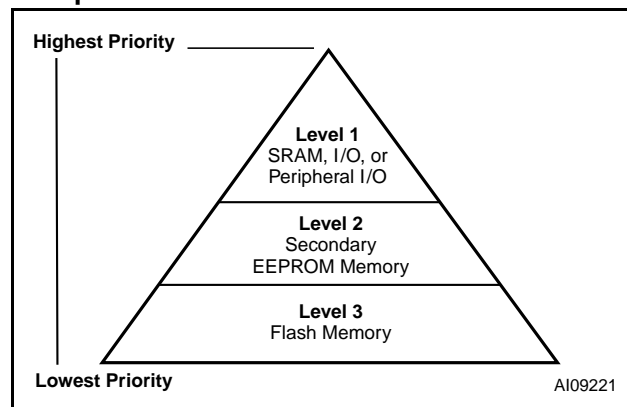 Highest Priority
Level 1
SRAM, I/O, or
Peripheral I/O
Level 2
Secondary
EEPROM Memory
Level 3
Flash Memory
Lowest Priority
AI09221